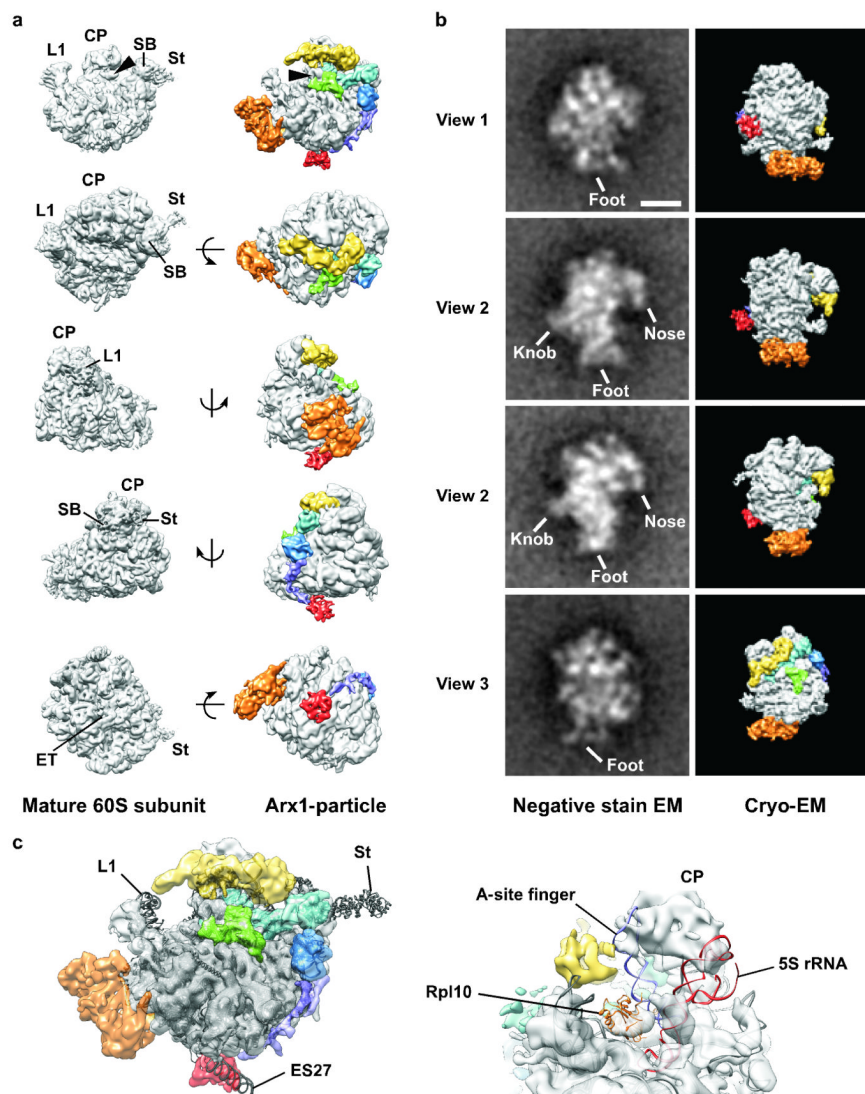 a
CP
L1
SB
St
CP
L1
St
SB
CP
L1
CP
SB
St
ET
St
Mature 60S subunit
Arx1-particle
b
View 1
Foot
View 2
Knob
Nose
Foot
View 2
Knob
Nose
Foot
View 3
Foot
Negative stain EM
Cryo-EM
c
L1
St
ES27
CP
A-site finger
5S rRNA
Rpl10